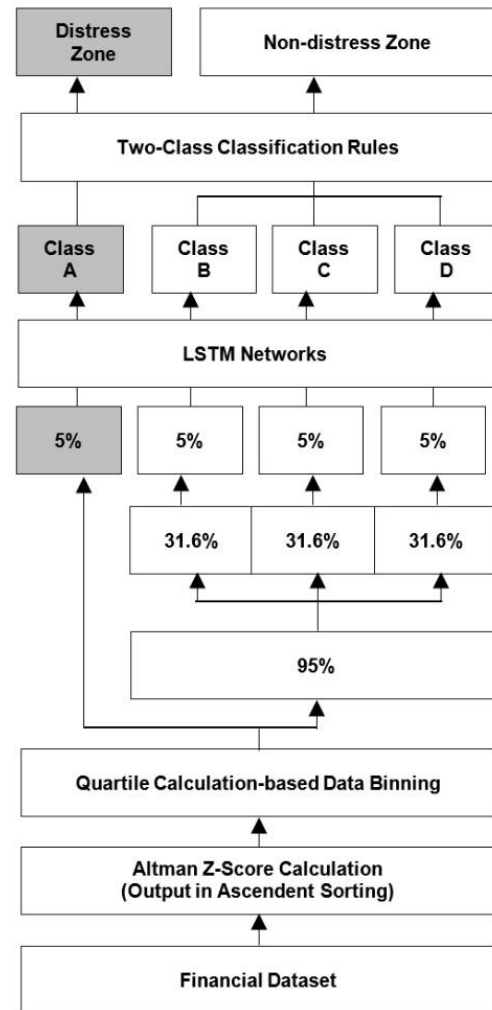 Distress
Zone
Non-distress Zone
Two-Class Classification Rules
Class
A
Class
B
Class
C
Class
D
LSTM Networks
5%
5%
5%
5%
31.6%
31.6%
31.6%
95%
Quartile Calculation-based Data Binning
Altman Z-Score Calculation
(Output in Ascendent Sorting)
Financial Dataset